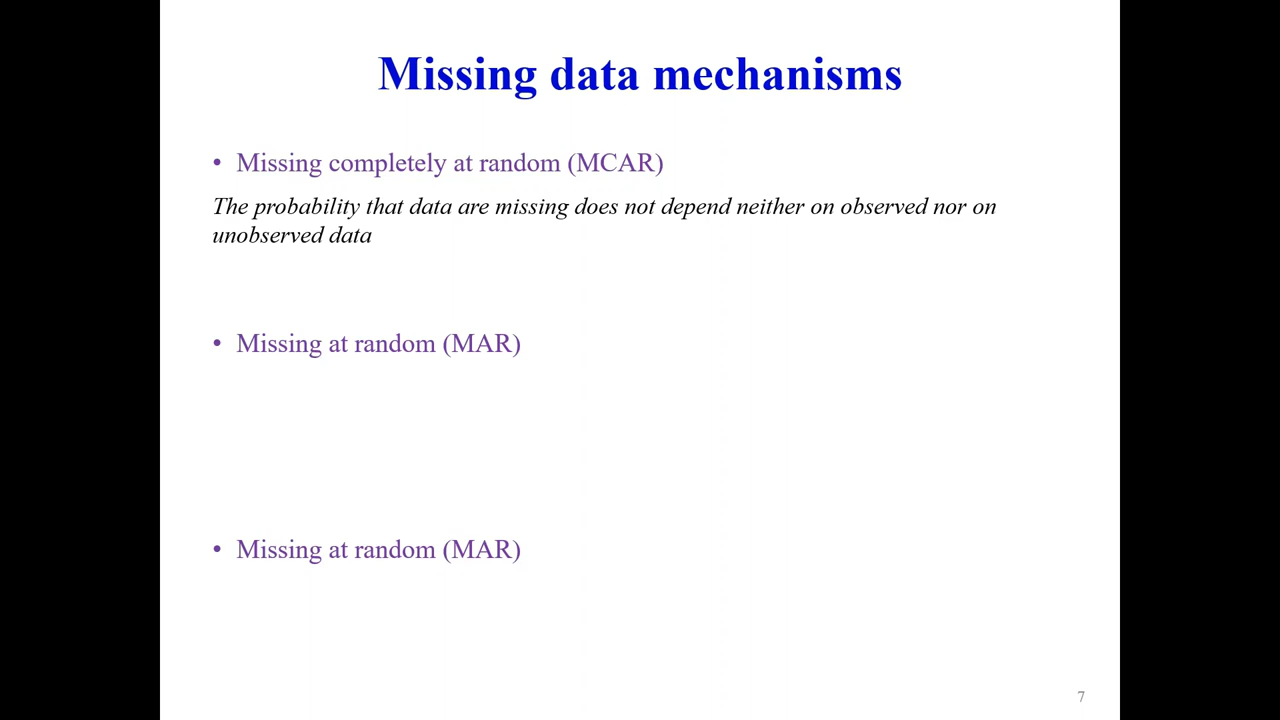 Missing data mechanisms
• Missing completely at random (MCAR)
The probability that data are missing does not depend neither on observed nor on
unobserved data
• Missing at random (MAR)
• Missing at random (MAR)
7